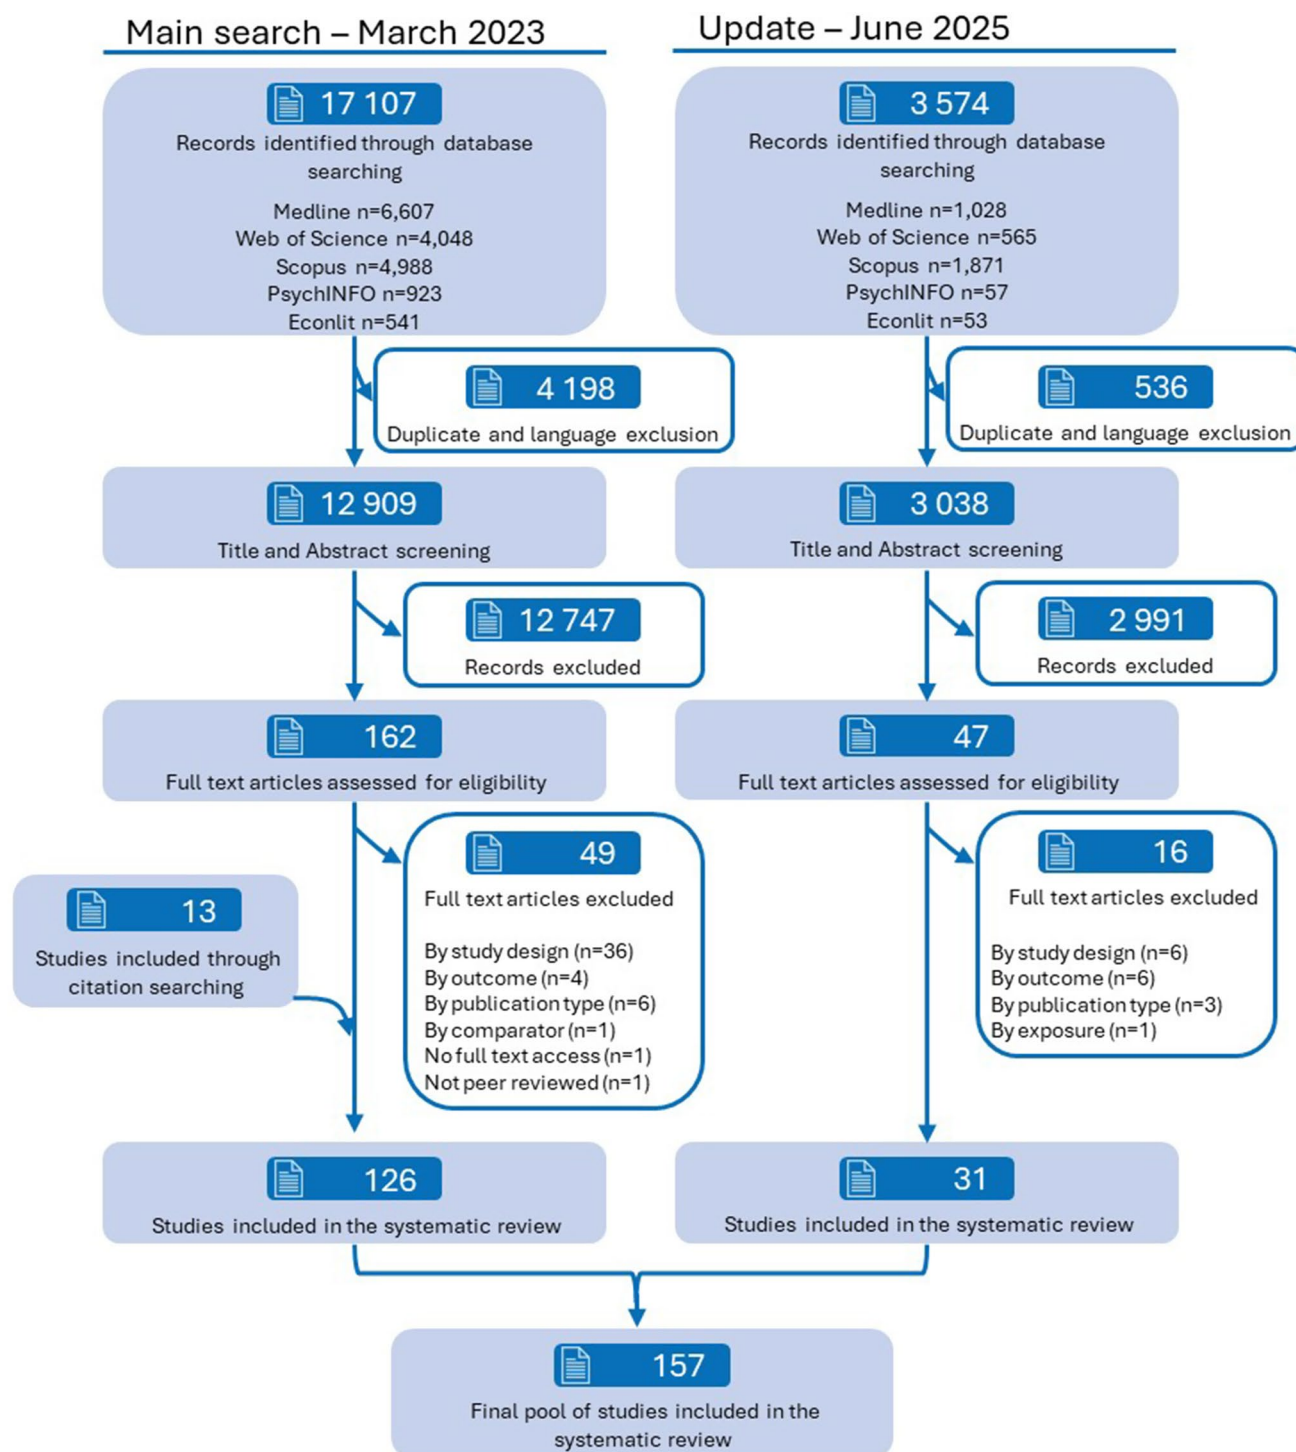 Main search – March 2023
17 107
Records identified through database
searching
Medline n=6,607
Web of Science n=4,048
Scopus n=4,988
PsychINFO n=923
Econlit n=541
4 198
Duplicate and language exclusion
12 909
Title and Abstract screening
12 747
Records excluded
162
Full text articles assessed for eligibility
49
Full text articles excluded
By study design (n=36)
By outcome (n=4)
By publication type (n=6)
By comparator (n=1)
No full text access (n=1)
Not peer reviewed (n=1)
13
Studies included through
citation searching
126
Studies included in the systematic review
Update – June 2025
3 574
Records identified through database
searching
Medline n=1,028
Web of Science n=565
Scopus n=1,871
PsychINFO n=57
Econlit n=53
536
Duplicate and language exclusion
3 038
Title and Abstract screening
2 991
Records excluded
47
Full text articles assessed for eligibility
16
Full text articles excluded
By study design (n=6)
By outcome (n=6)
By publication type (n=3)
By exposure (n=1)
31
Studies included in the systematic review
157
Final pool of studies included in the
systematic review